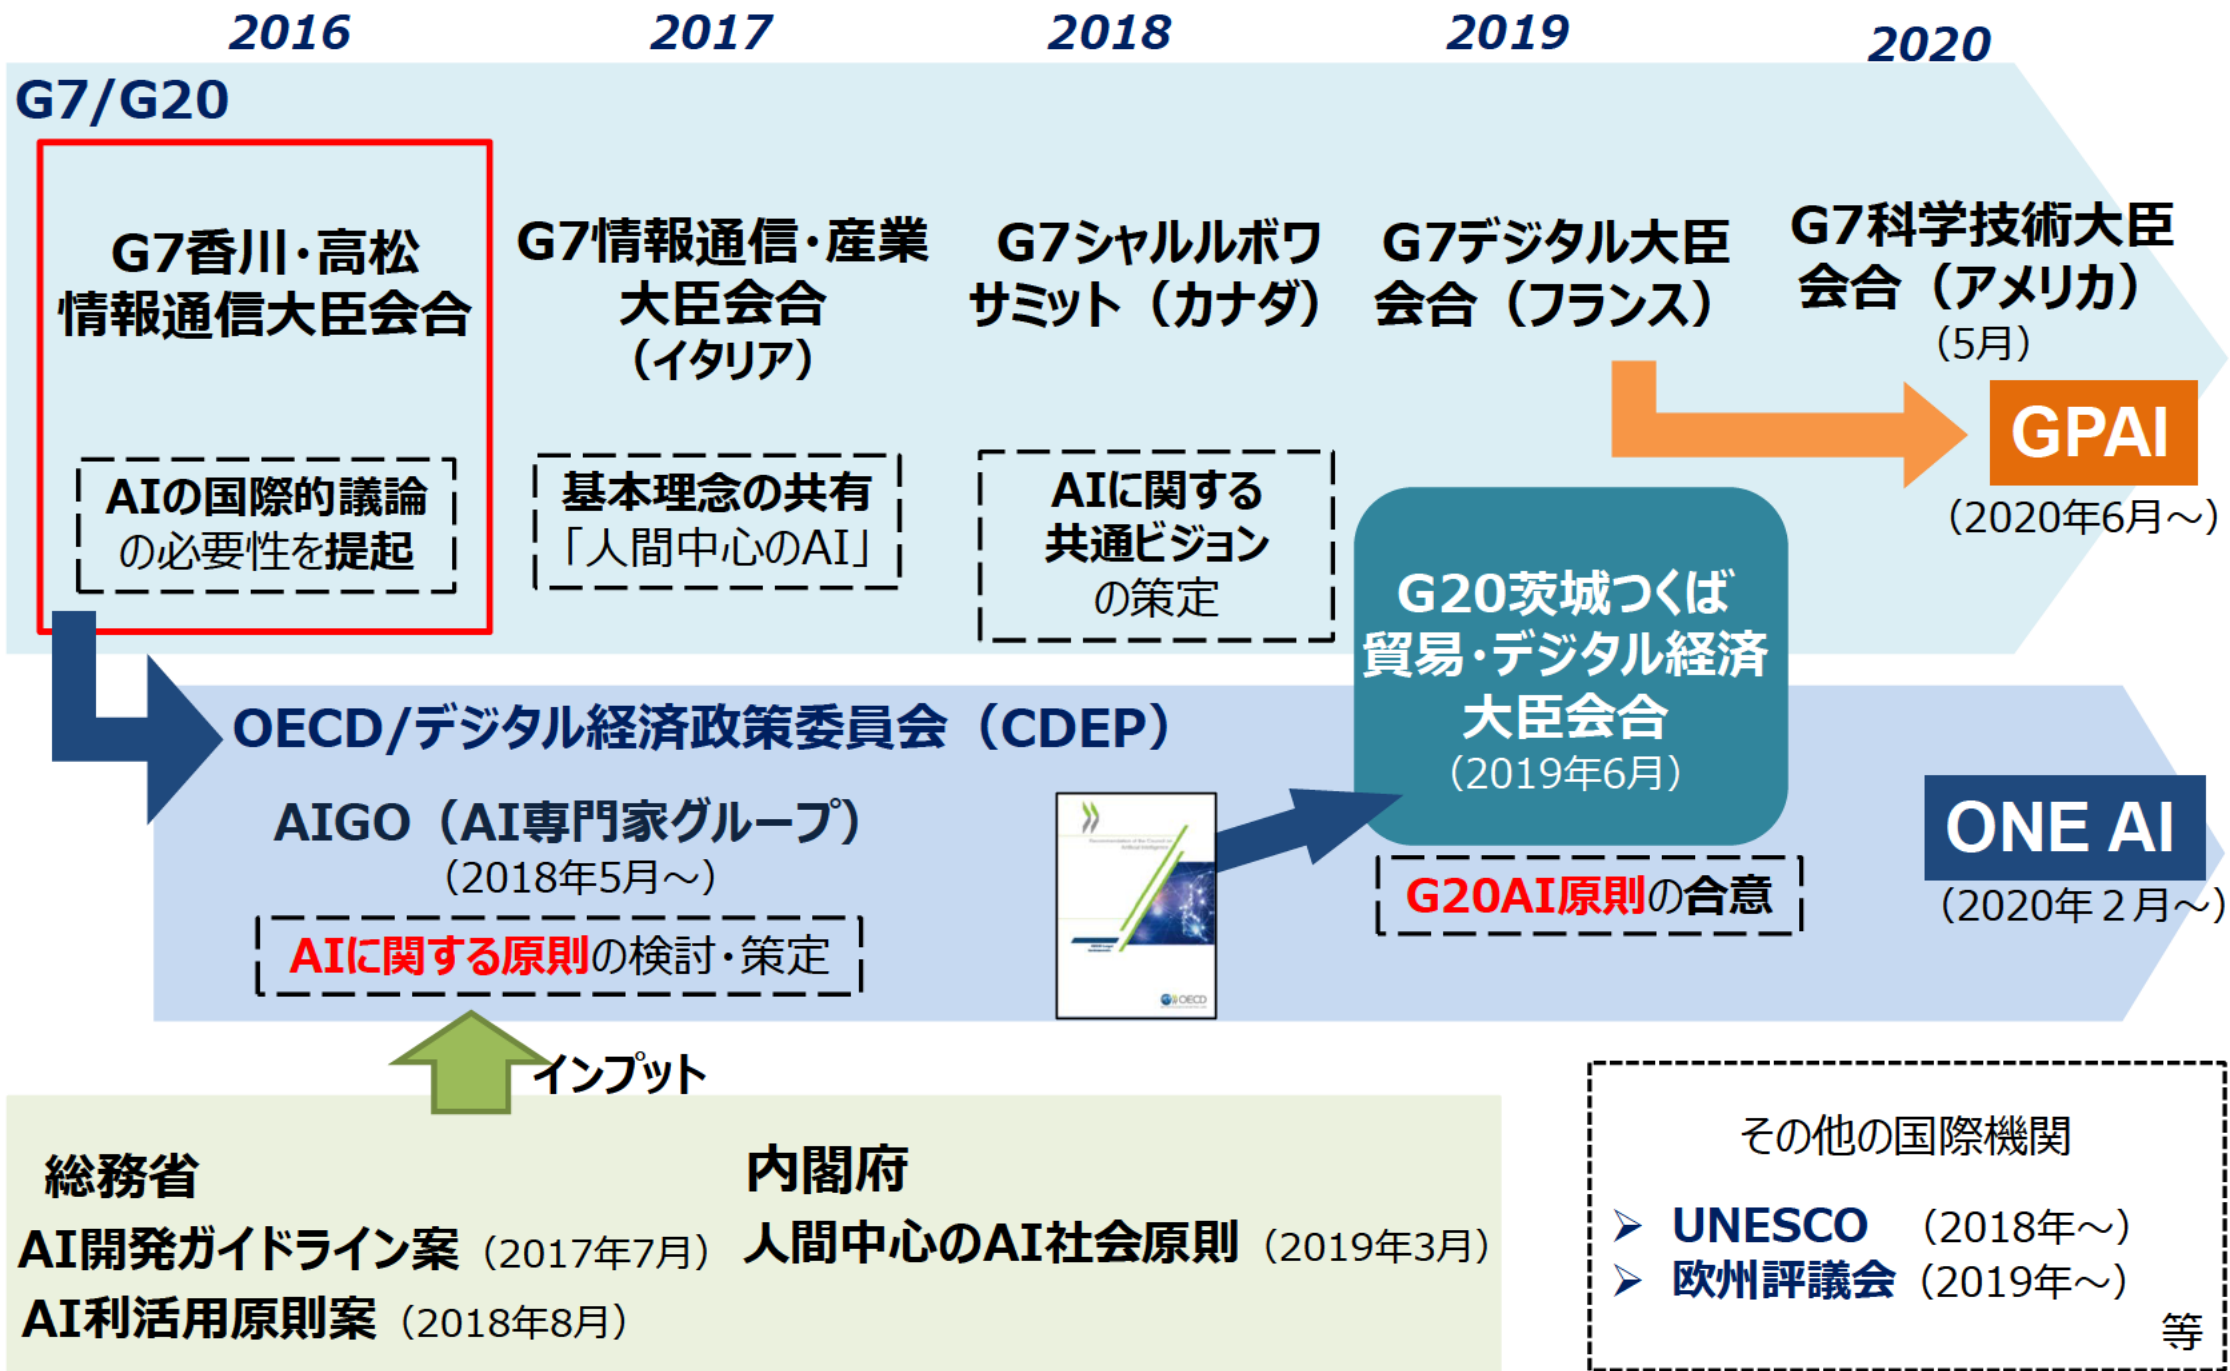 2016
2017
2018
2019
2020
G7/G20
G7香川・高松
情報通信大臣会合
AIの国際的議論
の必要性を提起
G7情報通信・産業
大臣会合
（イタリア）
基本理念の共有
「人間中心のAI」
G7シャルルボワ
サミット（カナダ）
AIに関する
共通ビジョン
の策定
G7デジタル大臣
会合（フランス）
G7科学技術大臣
会合（アメリカ）
（5月）
GPAI
（2020年6月～）
G20茨城つくば
貿易・デジタル経済
大臣会合
（2019年6月）
G20AI原則の合意
OECD/デジタル経済政策委員会（CDEP）
AIGO（AI専門家グループ）
（2018年5月～）
AIに関する原則の検討・策定
Recommendation of the Council on
Artificial Intelligence
OECD
ONE AI
（2020年２月～）
インプット
総務省
AI開発ガイドライン案（2017年7月）
AI利活用原則案（2018年8月）
内閣府
人間中心のAI社会原則（2019年3月）
その他の国際機関
➢ UNESCO （2018年～）
➢ 欧州評議会（2019年～）
等